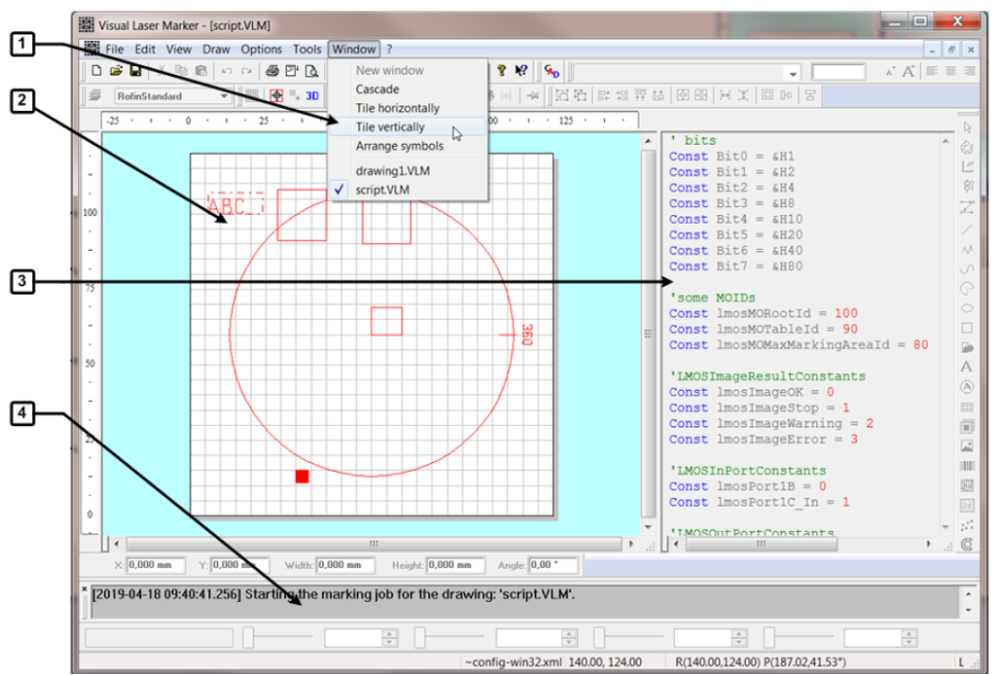 1
Visual Laser Marker - [script.VLM]
File Edit View Draw Options Tools Window ?
2
New window
Cascade
Tile horizontally
Tile vertically
Arrange symbols
drawing1.VLM
script.VLM
RofinStandard
3D
-25 0 25 00 125
100
75
50
25
0
ABC
360
3
4
' bits
Const Bit0 = &H1
Const Bit1 = &H2
Const Bit2 = &H4
Const Bit3 = &H8
Const Bit4 = &H10
Const Bit5 = &H20
Const Bit6 = &H40
Const Bit7 = &H80
'some MOIDs
Const lmosMORootId = 100
Const lmosMOTableId = 90
Const lmosMOMaxMarkingAreaId = 80
'LMOSImageResultConstants
Const lmosImageOK = 0
Const lmosImageStop = 1
Const lmosImageWarning = 2
Const lmosImageError = 3
'LMOSInPortConstants
Const lmosPort1B = 0
Const lmosPort1C_In = 1
'LMOSOutPortConstants
X: 0,000 mm Y: 0,000 mm Width: 0,000 mm Height: 0,000 mm Angle: 0,00 °
[2019-04-18 09:40:41.256] Starting the marking job for the drawing: 'script.VLM'.
~config-win32.xml 140.00, 124.00 R(140.00,124.00) P(187.02,41.53°) L